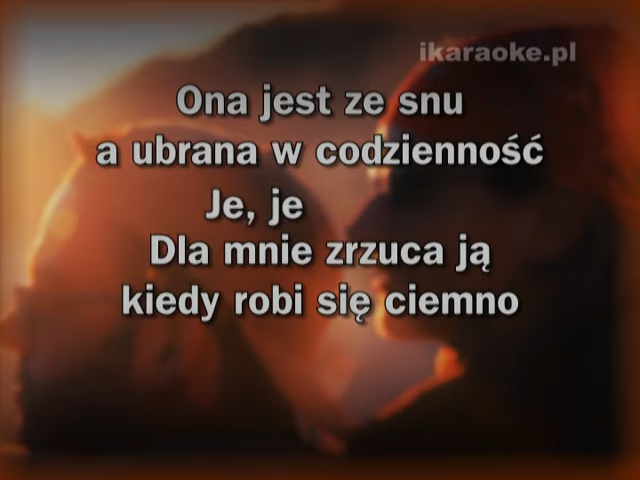 ikaraoke.pl
Ona jest ze snu
a ubrana w codzienność
Je, je
Dla mnie zrzuca ją
kiedy robi się ciemno